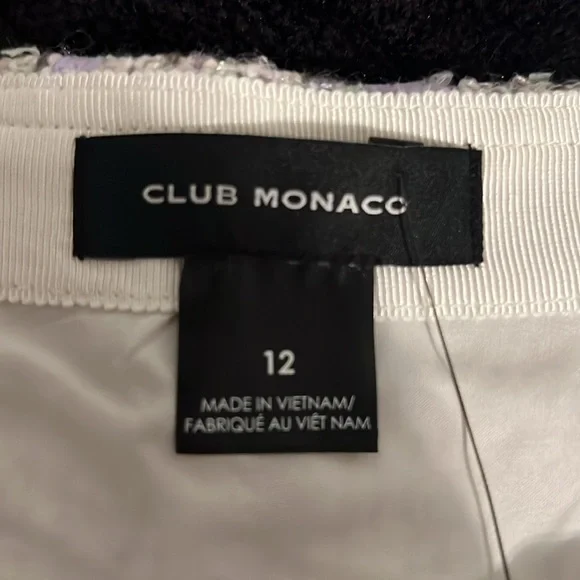 CLUB MONACO
12
MADE IN VIETNAM/
FABRIQUÉ AU VIÊT NAM